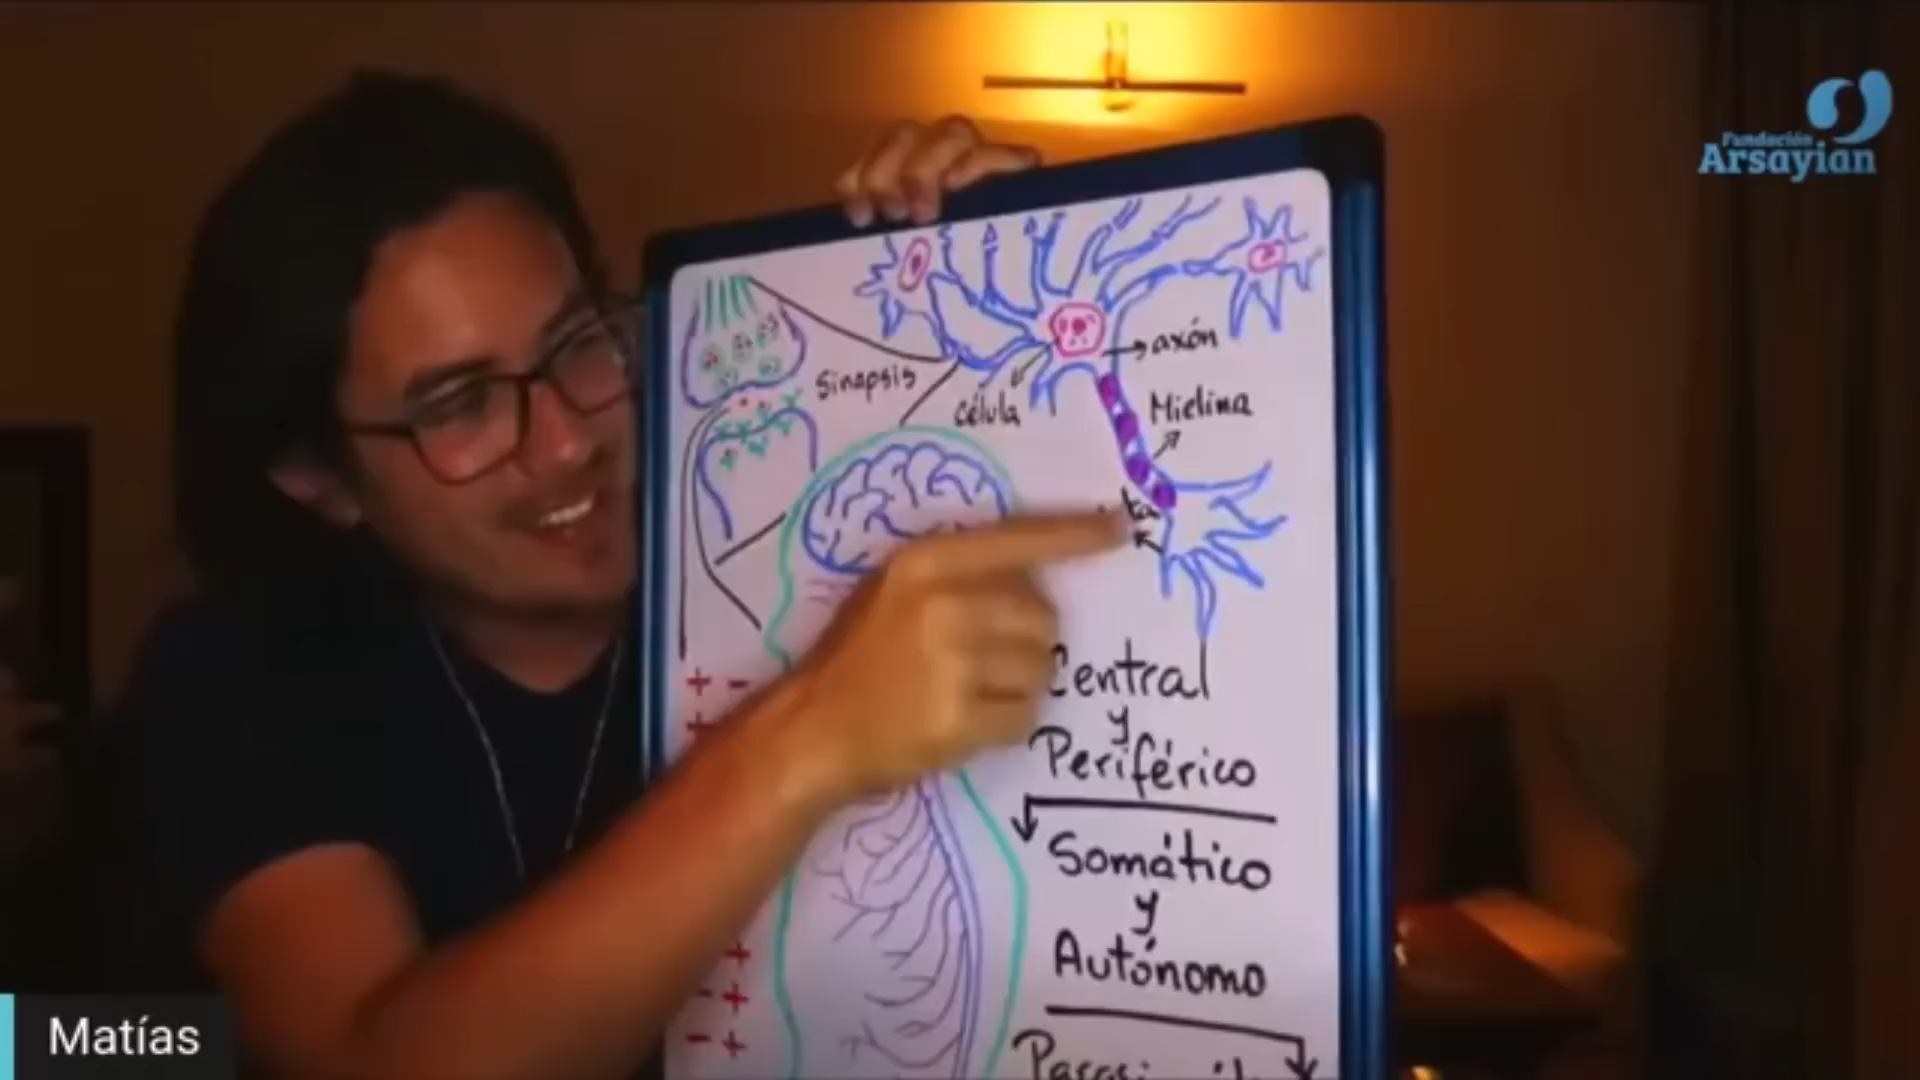 Fundación
Arsayian
Sinapsis
Célula
axón
Mielina
+ -
Central
y
Periférico
Somático
y
Autónomo
+
- +
- +
Matías